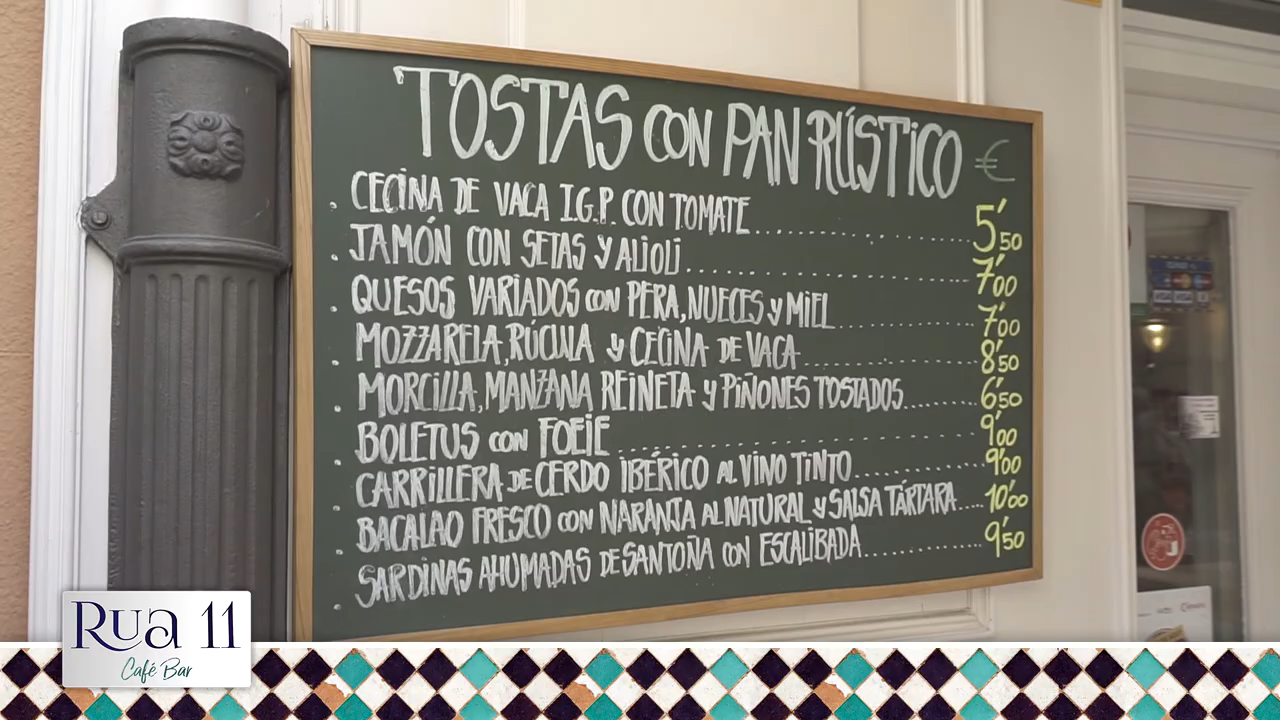 TOSTAS CON PAN RÚSTICO €
. CECINA DE VACA I.G.P. CON TOMATE 5'50
. JAMÓN CON SETAS Y ALIOLI 7'00
. QUESOS VARIADOS CON PERA, NUECES Y MIEL 7'00
. MOZZARELA, RÚCULA Y CECINA DE VACA 8'50
. MORCILLA, MANZANA REINETA Y PIÑONES TOSTADOS 6'50
. BOLETUS CON FOEIE 9'00
. CARRILLERA DE CERDO IBÉRICO AL VINO TINTO 9'00
. BACALAO FRESCO CON NARANJA AL NATURAL Y SALSA TÁRTARA 10'00
. SARDINAS AHUMADAS DE SANTOÑA CON ESCALIBADA 9'50
Rua 11
Café Bar